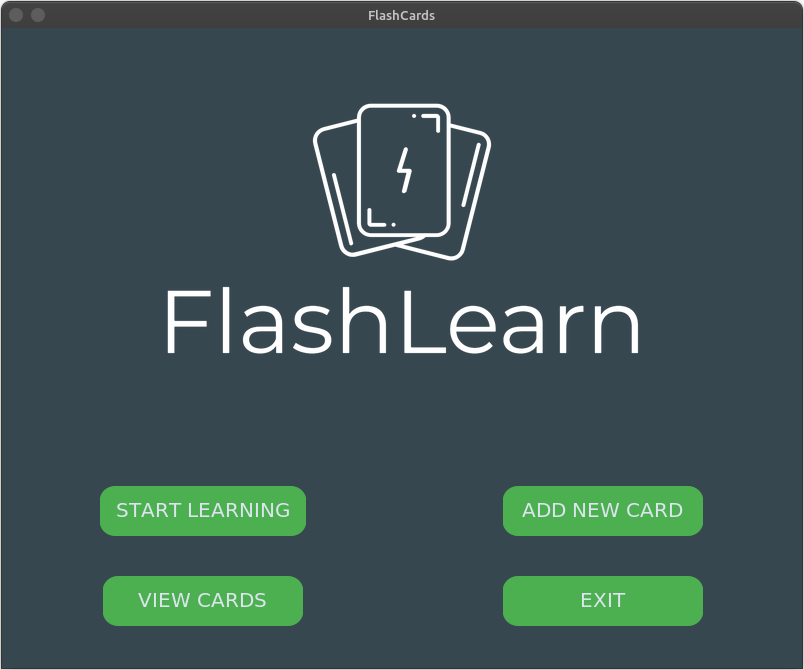 FlashCards
FlashLearn
START LEARNING
ADD NEW CARD
VIEW CARDS
EXIT